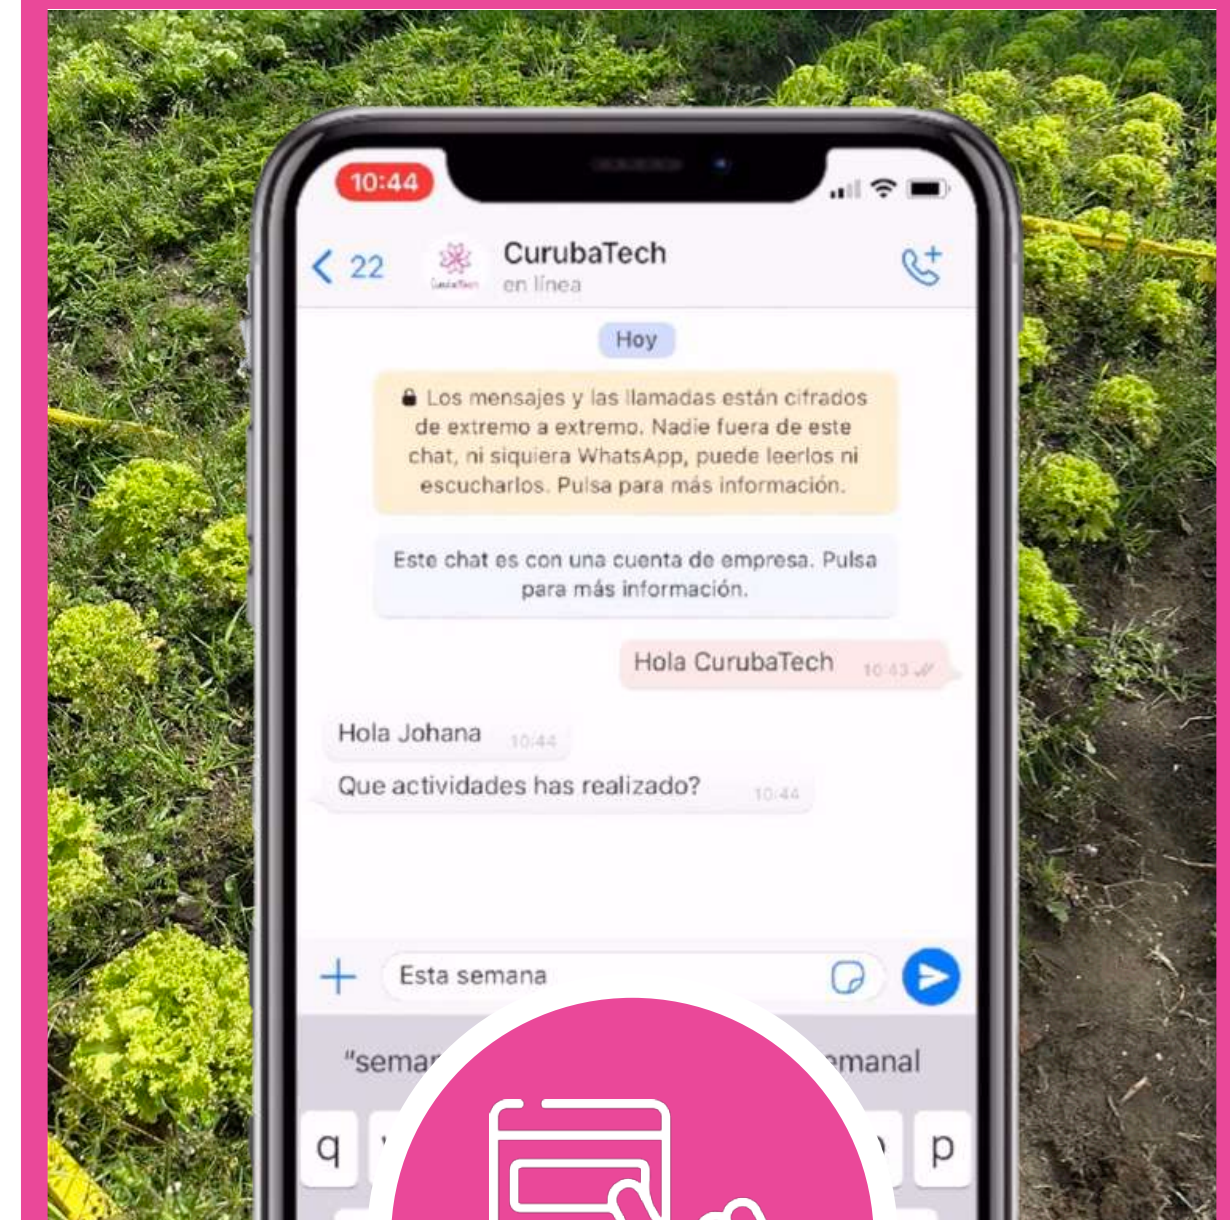 10:44
22
CurubaTech
CurubaTech
en línea
Hoy
Los mensajes y las llamadas están cifrados
de extremo a extremo. Nadie fuera de este
chat, ni siquiera WhatsApp, puede leerlos ni
escucharlos. Pulsa para más información.
Este chat es con una cuenta de empresa. Pulsa
para más información.
Hola CurubaTech 10:43
Hola Johana 10:44
Que actividades has realizado? 10:44
Esta semana
q p